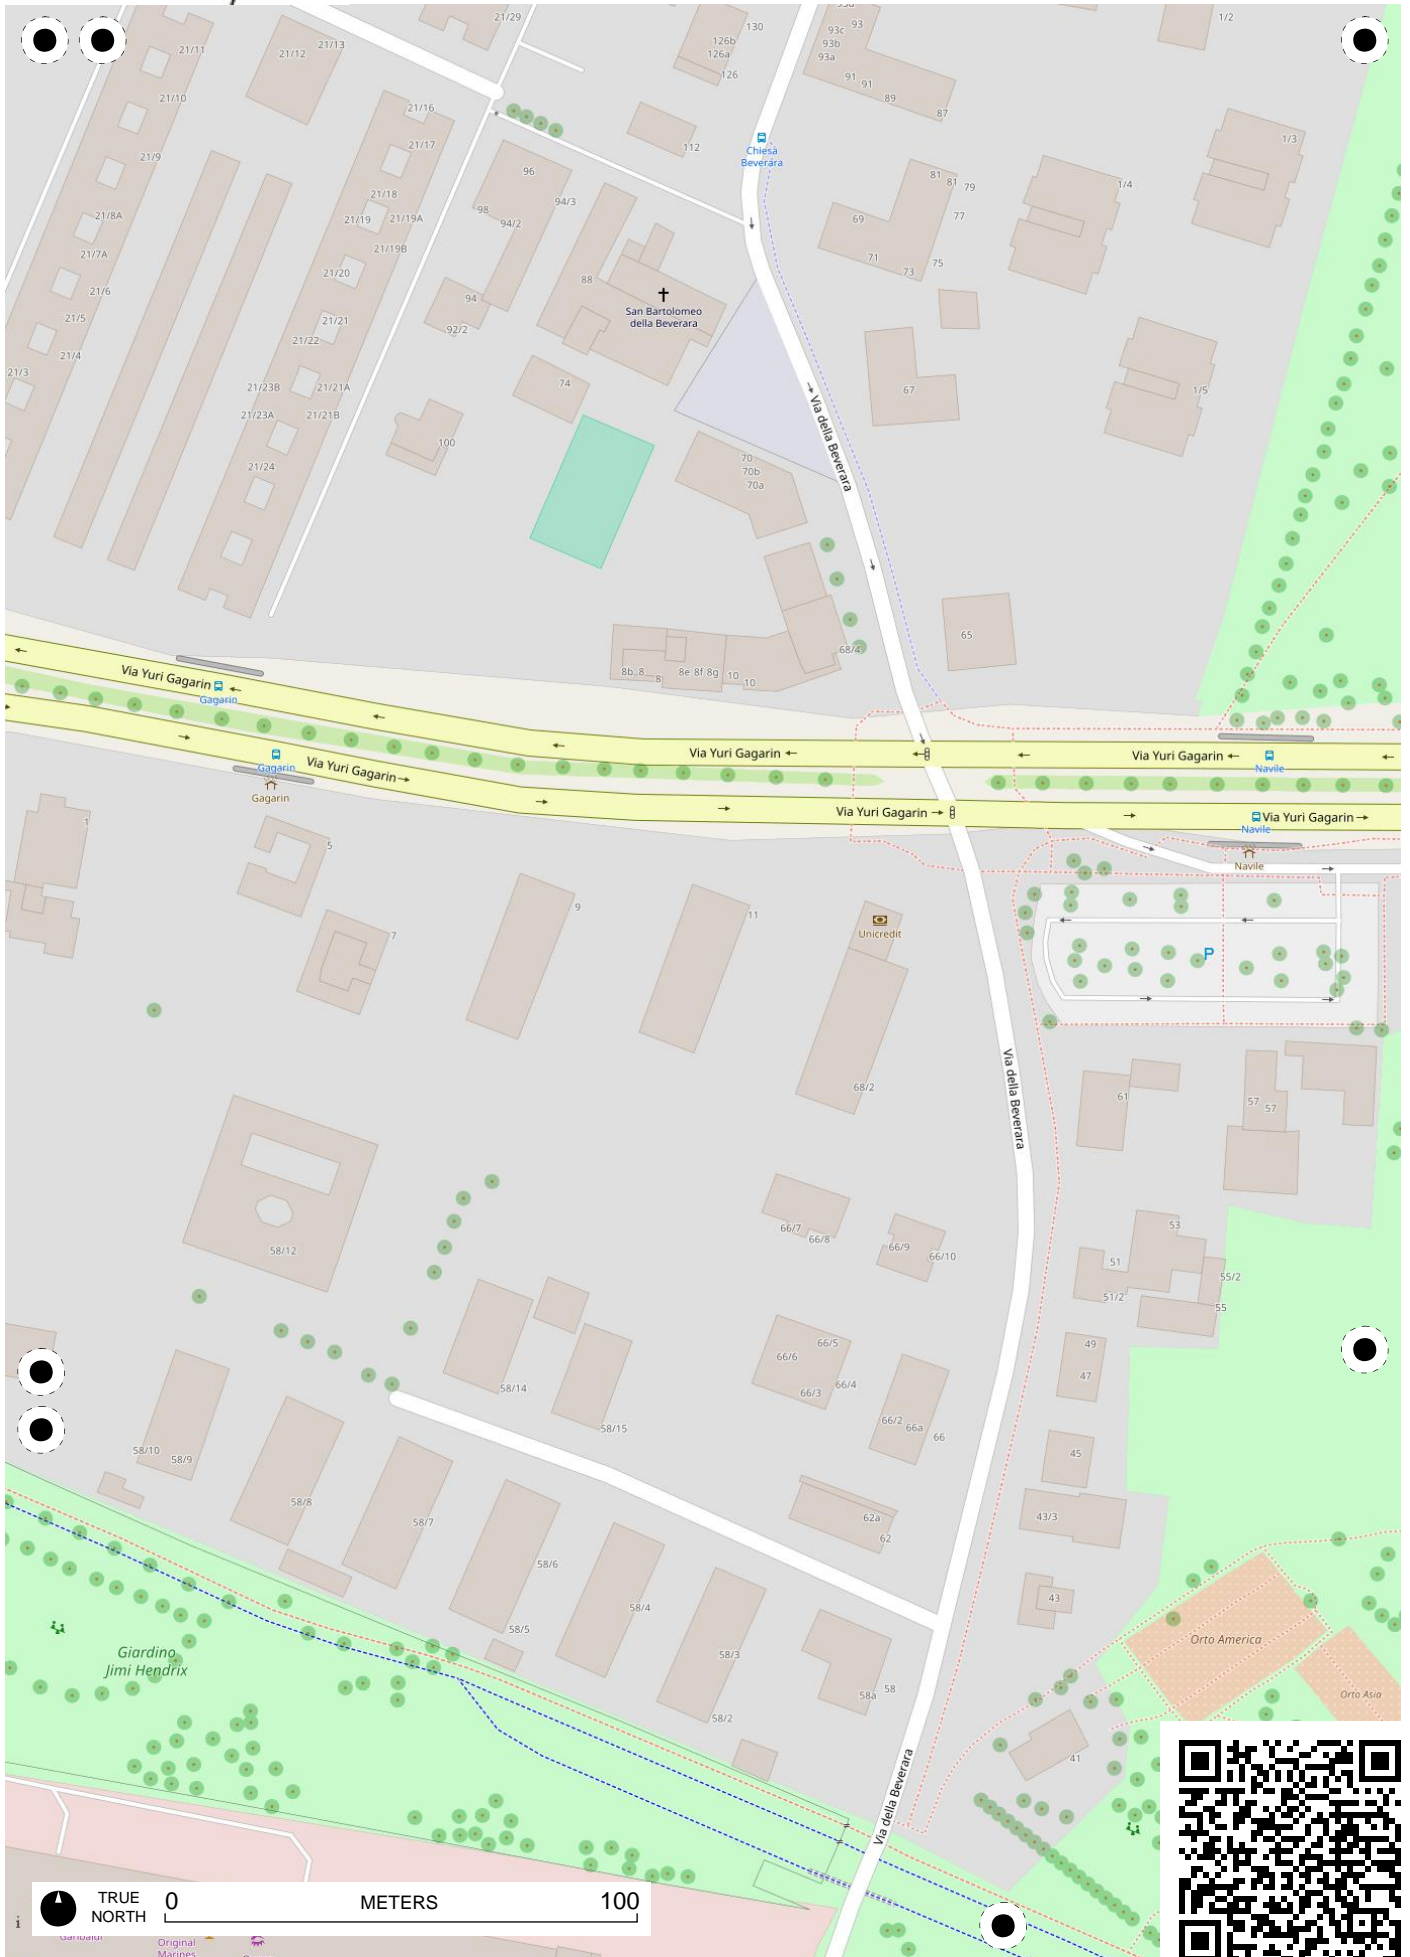 21/29
130
126b
126a
126
93c
93
93b
93a
91
91
89
87
1/2
21/11
21/12
21/13
21/10
21/16
21/17
21/9
112
Chiesa
Beverara
1/3
96
94/3
98
94/2
81
81
79
77
69
71
73
75
1/4
21/18
21/19
21/19A
21/19B
21/8A
21/7A
21/6
21/5
21/4
21/3
21/20
21/21
21/22
21/23B
21/21A
21/23A
21/21B
21/24
88
94
92/2
San Bartolomeo
della Beverara
74
100
67
1/5
Via della Beverara
70
70b
70a
65
68/4
8b
8
8
8e
8f
8g
10
10
Via Yuri Gagarin
Gagarin
Via Yuri Gagarin
Via Yuri Gagarin
Navile
Gagarin
Via Yuri Gagarin
Gagarin
Via Yuri Gagarin
Via Yuri Gagarin
Navile
Navile
1
5
7
9
11
Unicredit
P
68/2
Via della Beverara
61
57
57
58/12
66/7
66/8
66/9
66/10
53
51
51/2
55/2
55
58/14
58/15
66/5
66/6
66/4
66/3
66/2
66a
66
49
47
45
58/10
58/9
58/8
58/7
58/6
58/5
58/4
58/3
58/2
62a
62
43/3
43
58
58a
41
Giardino
Jimi Hendrix
Orto America
Orto Asia
Via della Beverara
TRUE
NORTH
0
METERS
100
Garibaldi
Original
Marines